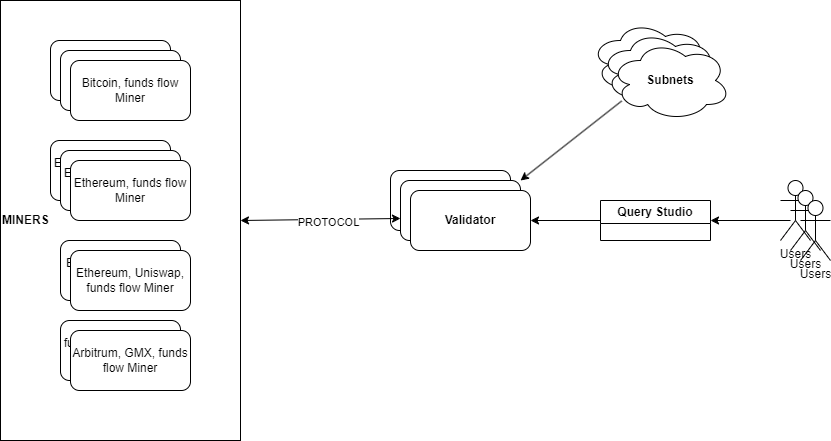 Bitcoin, funds flow
Miner
Ethereum, funds flow
Miner
MINERS
Ethereum, Uniswap,
funds flow Miner
Arbitrum, GMX, funds
flow Miner
PROTOCOL
Validator
Subnets
Query Studio
Users
Users
Users